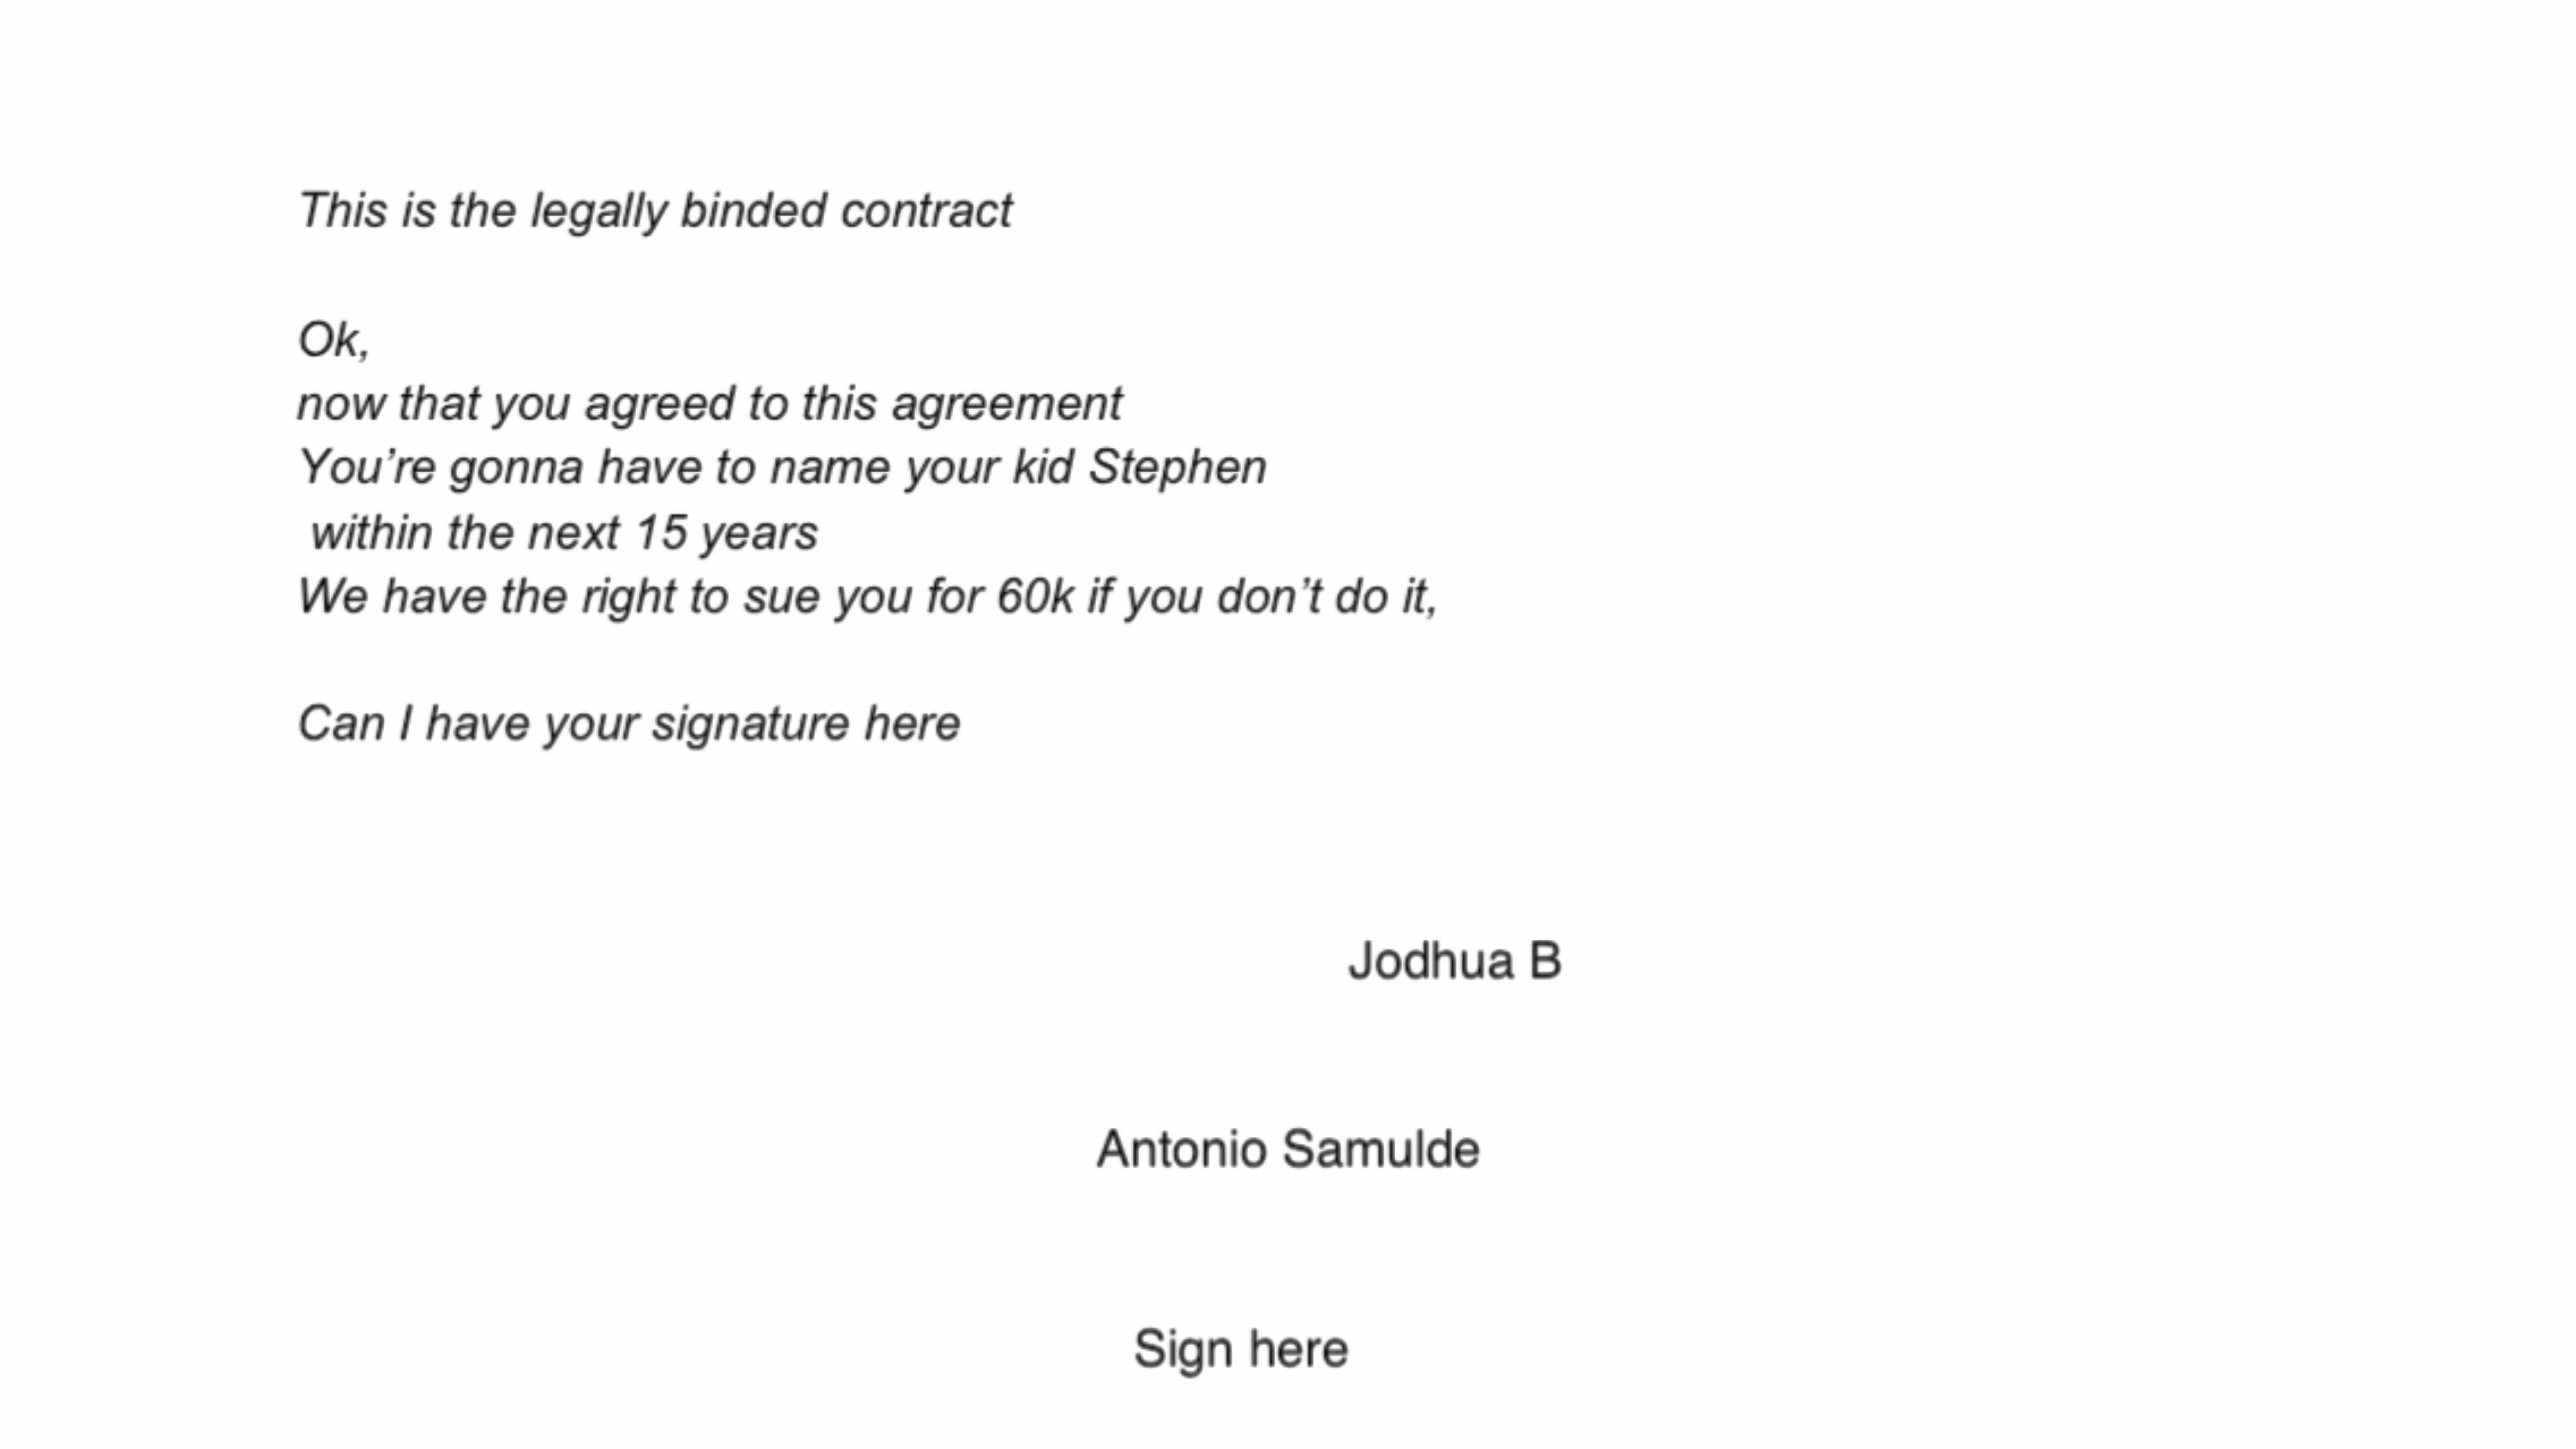 This is the legally binded contract
Ok,
now that you agreed to this agreement
You’re gonna have to name your kid Stephen
within the next 15 years
We have the right to sue you for 60k if you don’t do it,
Can I have your signature here
Jodhua B
Antonio Samulde
Sign here